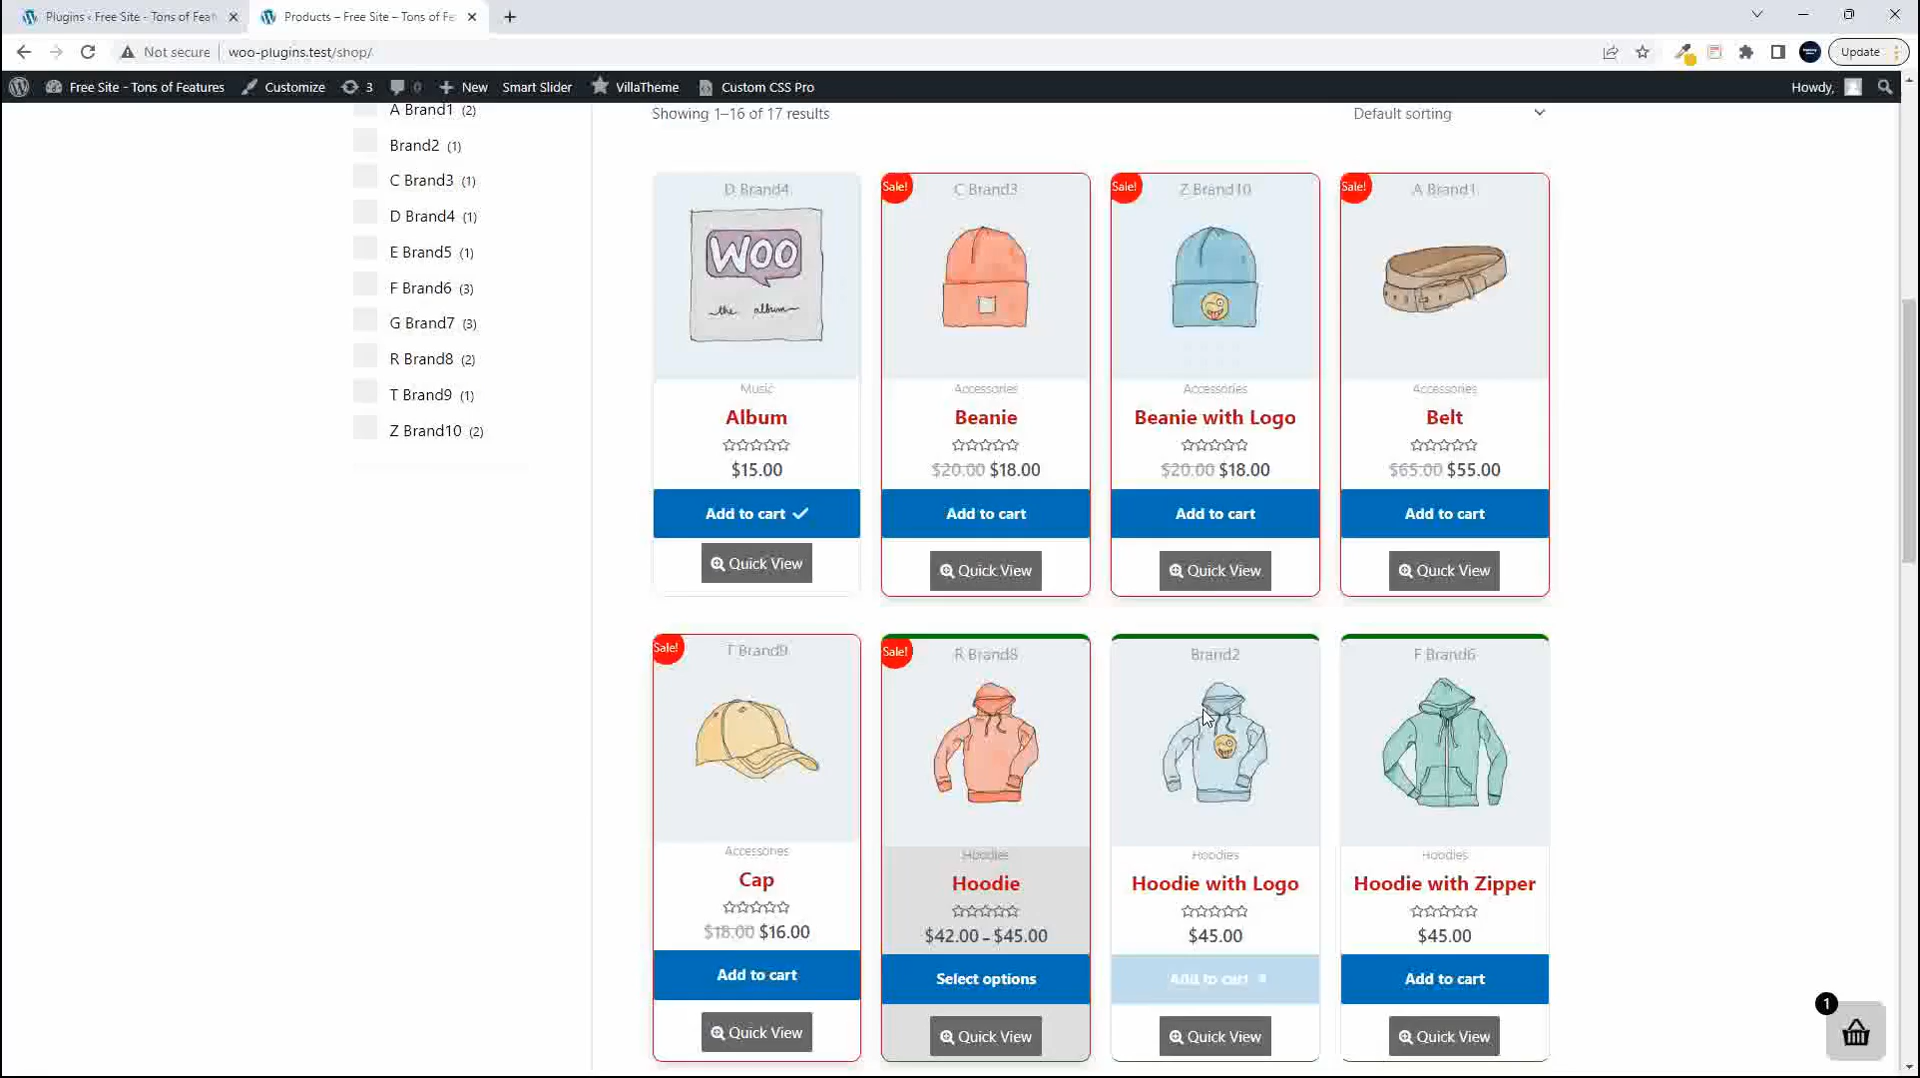 Plugins ‹ Free Site - Tons of Feat
Products – Free Site – Tons of Fe
Not secure
woo-plugins.test/shop/
Update
Free Site - Tons of Features
Customize
3
0
New
Smart Slider
VillaTheme
Custom CSS Pro
Howdy,
A Brand1 (2)
Brand2 (1)
C Brand3 (1)
D Brand4 (1)
E Brand5 (1)
F Brand6 (3)
G Brand7 (3)
R Brand8 (2)
T Brand9 (1)
Z Brand10 (2)
Showing 1–16 of 17 results
Default sorting
D Brand4
WOO
the album
Music
Album
$15.00
Add to cart
Quick View
Sale!
C Brand3
Accessories
Beanie
$20.00 $18.00
Add to cart
Quick View
Sale!
Z Brand10
Accessories
Beanie with Logo
$20.00 $18.00
Add to cart
Quick View
Sale!
A Brand1
Accessories
Belt
$65.00 $55.00
Add to cart
Quick View
Sale!
T Brand9
Accessories
Cap
$18.00 $16.00
Add to cart
Quick View
Sale!
R Brand8
Hoodies
Hoodie
$42.00 – $45.00
Select options
Quick View
Brand2
Hoodies
Hoodie with Logo
$45.00
Add to cart
Quick View
F Brand6
Hoodies
Hoodie with Zipper
$45.00
Add to cart
Quick View
1